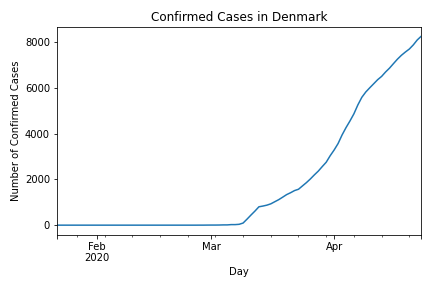 Confirmed Cases in Denmark
8000
6000
4000
2000
0
Number of Confirmed Cases
Feb
2020
Mar
Apr
Day